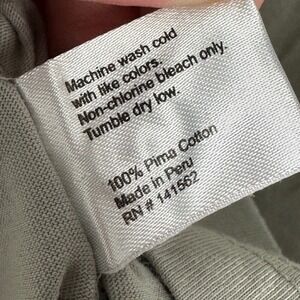 Machine wash cold
with like colors.
Non-chlorine bleach only.
Tumble dry low.
100% Pima Cotton
Made in Peru
RN # 141562